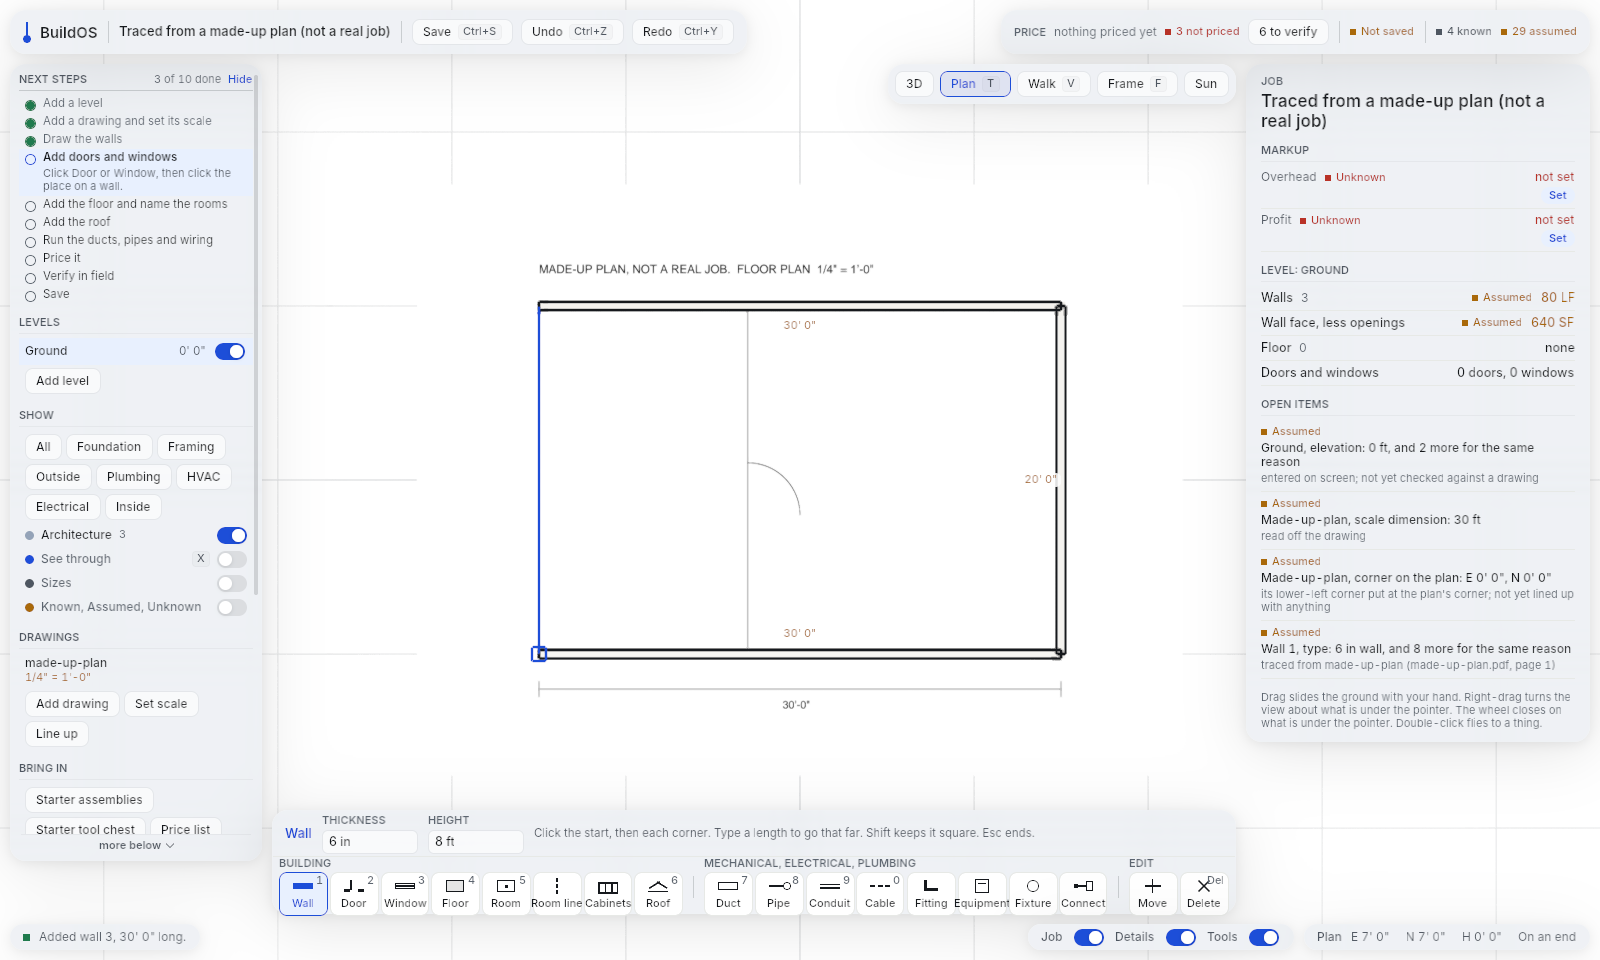 BuildOS
Traced from a made-up plan (not a real job)
Save Ctrl+S
Undo Ctrl+Z
Redo Ctrl+Y
PRICE nothing priced yet 3 not priced
6 to verify
Not saved
4 known 29 assumed
3D
Plan T
Walk V
Frame F
Sun
NEXT STEPS 3 of 10 done Hide
Add a level
Add a drawing and set its scale
Draw the walls
Add doors and windows
Click Door or Window, then click the
place on a wall.
Add the floor and name the rooms
Add the roof
Run the ducts, pipes and wiring
Price it
Verify in field
Save
LEVELS
Ground 0' 0"
Add level
SHOW
All Foundation Framing
Outside Plumbing HVAC
Electrical Inside
Architecture 3
See through X
Sizes
Known, Assumed, Unknown
DRAWINGS
made-up-plan
1/4" = 1'-0"
Add drawing Set scale
Line up
BRING IN
Starter assemblies
Starter tool chest Price list
more below
MADE-UP PLAN, NOT A REAL JOB. FLOOR PLAN 1/4" = 1'-0"
30' 0"
20' 0"
30' 0"
30'-0"
JOB
Traced from a made-up plan (not a
real job)
MARKUP
Overhead Unknown not set
Set
Profit Unknown not set
Set
LEVEL: GROUND
Walls 3 Assumed 80 LF
Wall face, less openings Assumed 640 SF
Floor 0 none
Doors and windows 0 doors, 0 windows
OPEN ITEMS
Assumed
Ground, elevation: 0 ft, and 2 more for the same
reason
entered on screen; not yet checked against a drawing
Assumed
Made-up-plan, scale dimension: 30 ft
read off the drawing
Assumed
Made-up-plan, corner on the plan: E 0' 0", N 0' 0"
its lower-left corner put at the plan's corner; not yet lined up
with anything
Assumed
Wall 1, type: 6 in wall, and 8 more for the same reason
traced from made-up-plan (made-up-plan.pdf, page 1)
Drag slides the ground with your hand. Right-drag turns the
view about what is under the pointer. The wheel closes on
what is under the pointer. Double-click flies to a thing.
Wall
THICKNESS
6 in
HEIGHT
8 ft
Click the start, then each corner. Type a length to go that far. Shift keeps it square. Esc ends.
BUILDING
Wall 1
Door 2
Window 3
Floor 4
Room 5
Room line
Cabinets
Roof 6
MECHANICAL, ELECTRICAL, PLUMBING
Duct 7
Pipe 8
Conduit 9
Cable 0
Fitting
Equipment
Fixture
Connect
EDIT
Move
Delete Del
Added wall 3, 30' 0" long.
Job Details Tools
Plan E 7' 0" N 7' 0" H 0' 0" On an end